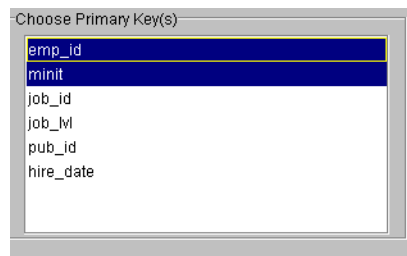 Choose Primary Key(s)
emp_id
minit
job_id
job_lvl
pub_id
hire_date